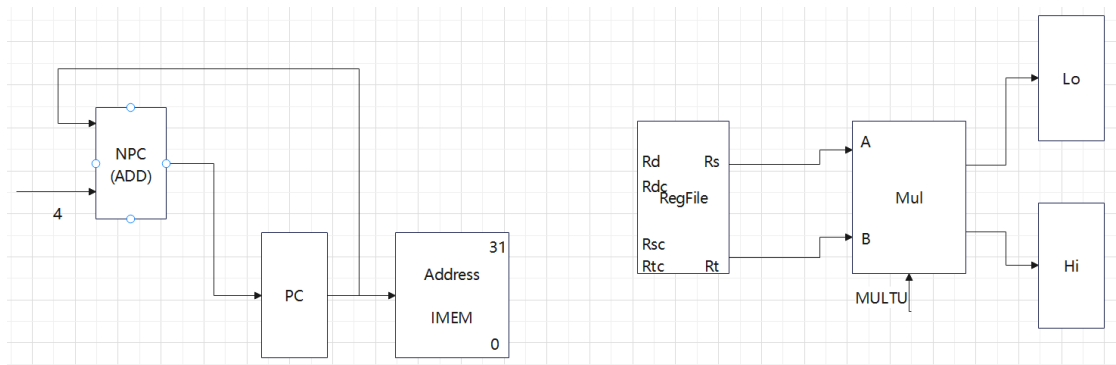 NPC
(ADD)
4
PC
31
Address
IMEM
0
Rd
Rs
Rdc
RegFile
Rsc
Rtc
Rt
A
Mul
B
MULTU
Lo
Hi